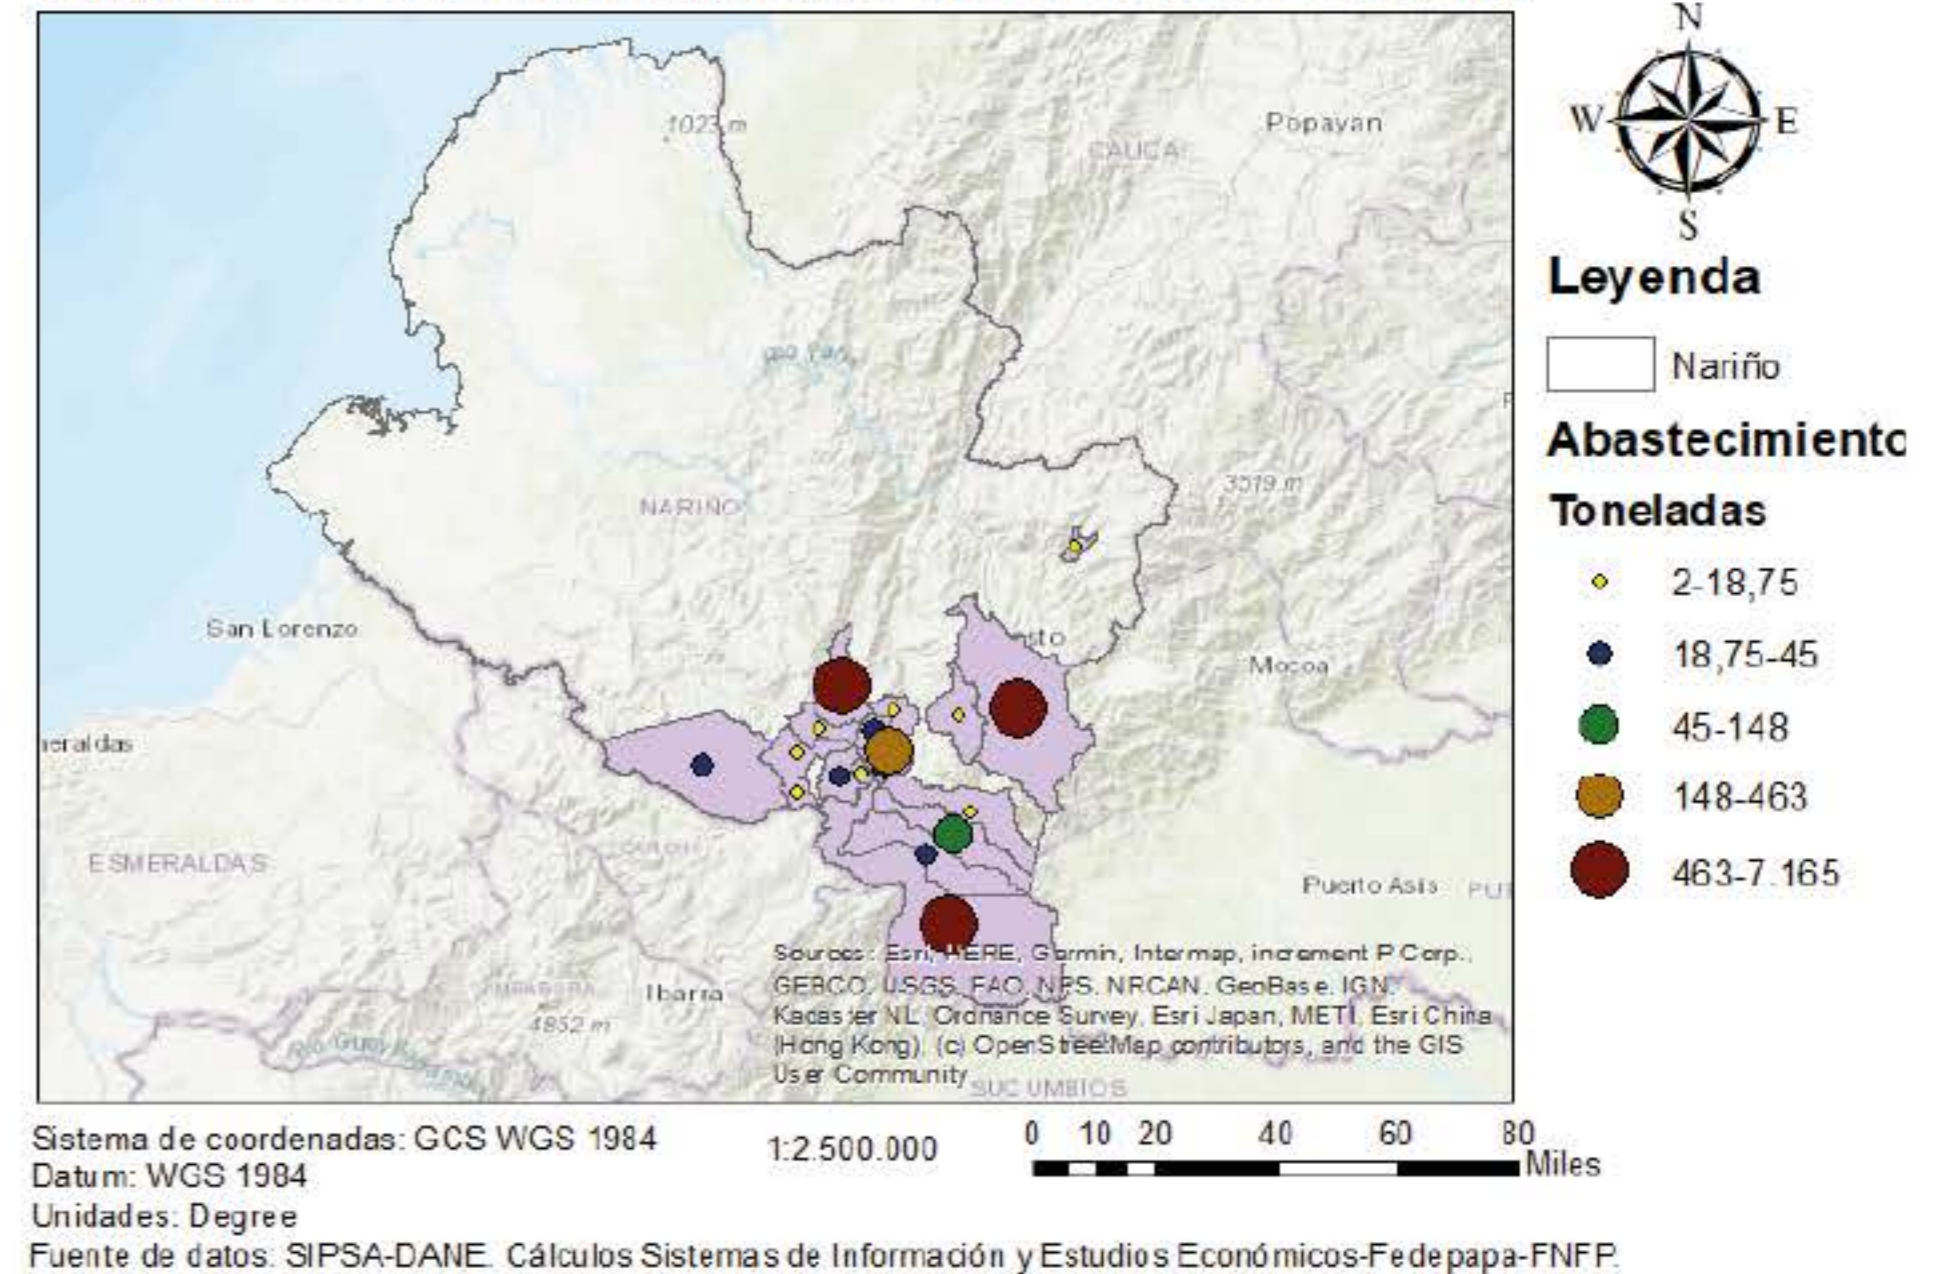 N
W E
S
1023 m
CAUCA
Popayan
Leyenda
Nariño
Abastecimiento
Toneladas
2-18,75
18,75-45
45-148
148-463
463-7.165
NARIÑO
3519 m
San Lorenzo
sto
Mocoa
eraldas
ESMERALDAS
Puerto Asís
PUT
Ibarra
4852 m
Sources: Esri, HERE, Garmin, Intermap, increment P Corp.,
GEBCO, USGS, FAO, NPS, NRCAN, GeoBase, IGN,
Kadaster NL, Ordnance Survey, Esri Japan, METI, Esri China
(Hong Kong), (c) OpenStreetMap contributors, and the GIS
User Community
SUCUMBIOS
Sistema de coordenadas: GCS WGS 1984
Datum: WGS 1984
Unidades: Degree
1:2.500.000
0 10 20 40 60 80
Miles
Fuente de datos: SIPSA-DANE. Cálculos Sistemas de Información y Estudios Económicos-Fedepapa-FNFP.